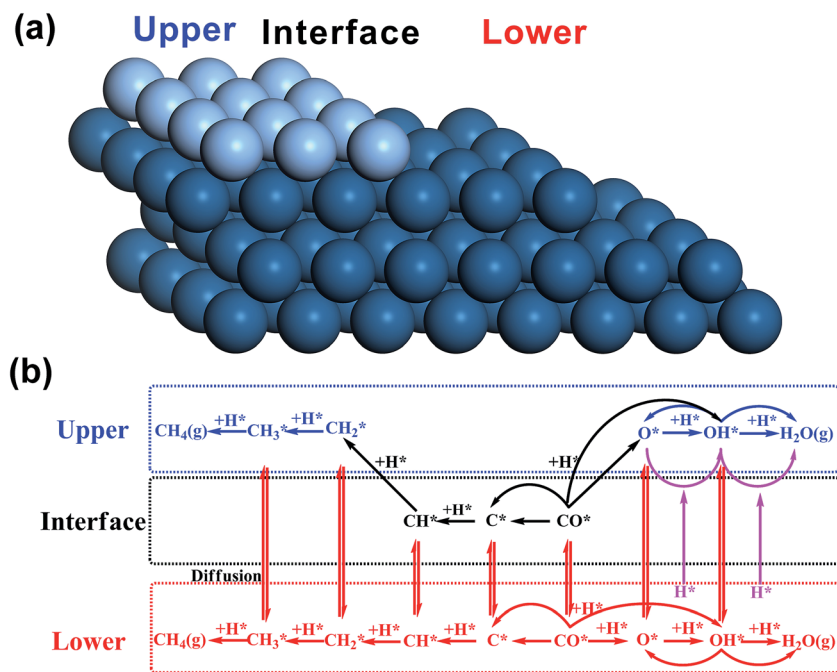 (a)
Upper Interface Lower
(b)
Upper
CH4(g) +H* CH3* +H* CH2* +H* +H* O* +H* OH* +H* H2O(g)
Interface
CH* +H* C* CO*
Diffusion
H* H*
Lower
CH4(g) +H* CH3* +H* CH2* +H* CH* +H* C* CO* +H* +H* O* +H* OH* +H* H2O(g)